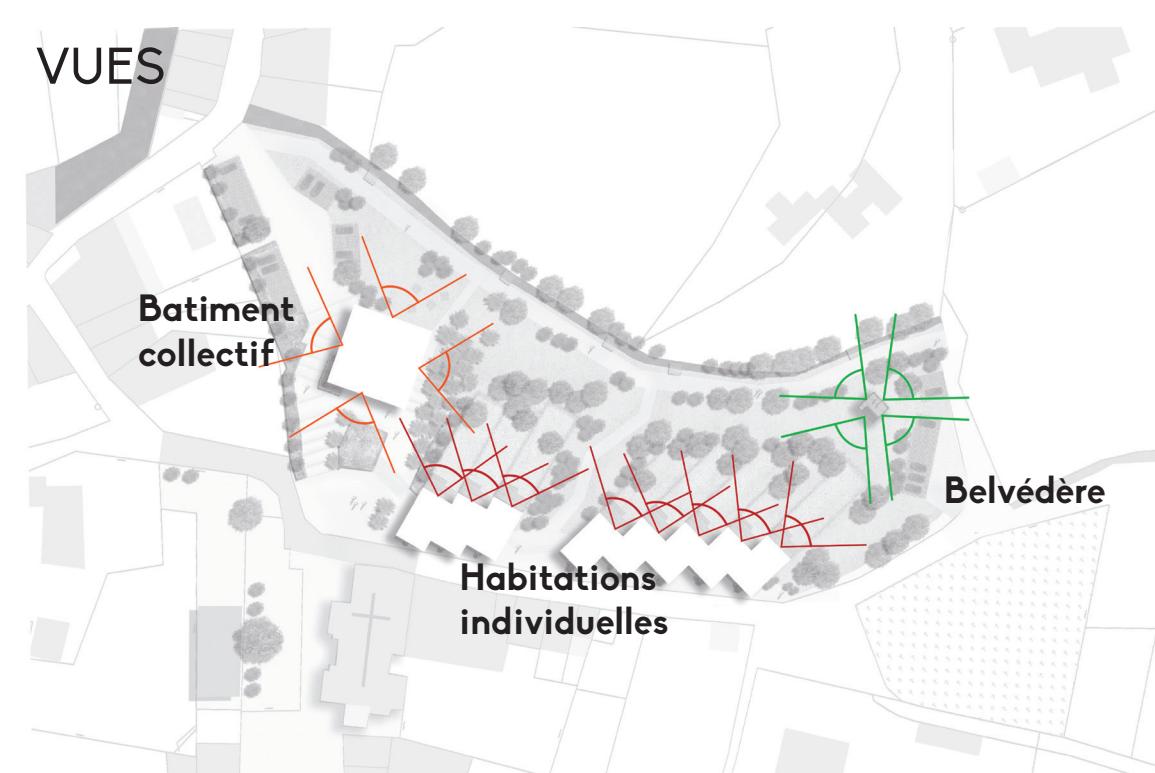 VUES
Batiment
collectif
Belvédère
Habitations
individuelles